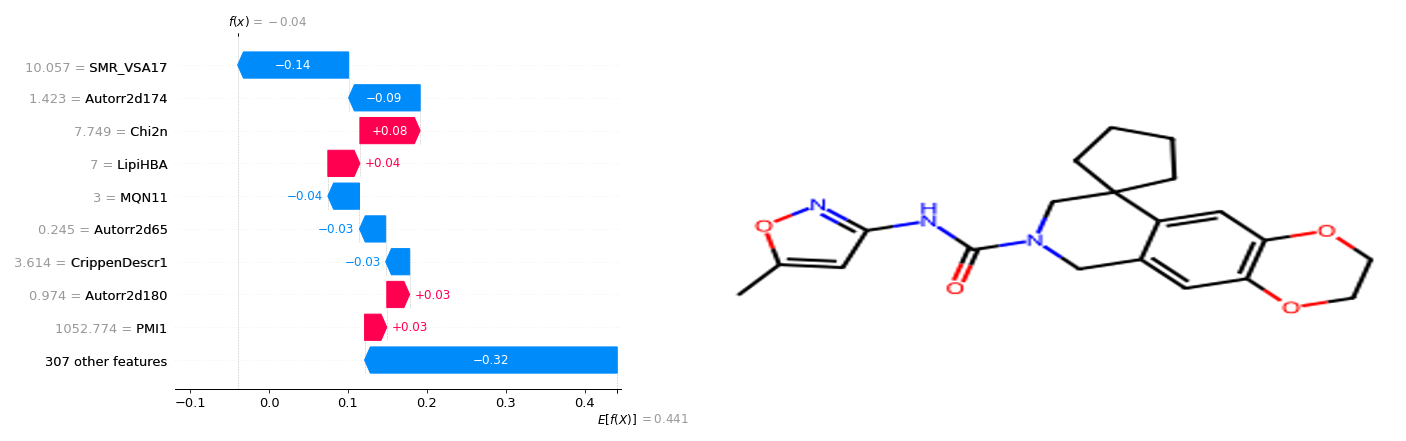 f(x) = −0.04
10.057 = SMR_VSA17
−0.14
1.423 = Autorr2d174
−0.09
7.749 = Chi2n
+0.08
7 = LipiHBA
+0.04
3 = MQN11
−0.04
0.245 = Autorr2d65
−0.03
3.614 = CrippenDescr1
−0.03
0.974 = Autorr2d180
+0.03
1052.774 = PMI1
+0.03
307 other features
−0.32
−0.1 0.0 0.1 0.2 0.3 0.4
E[f(X)] = 0.441
H
N
N
O
N
O
O
O